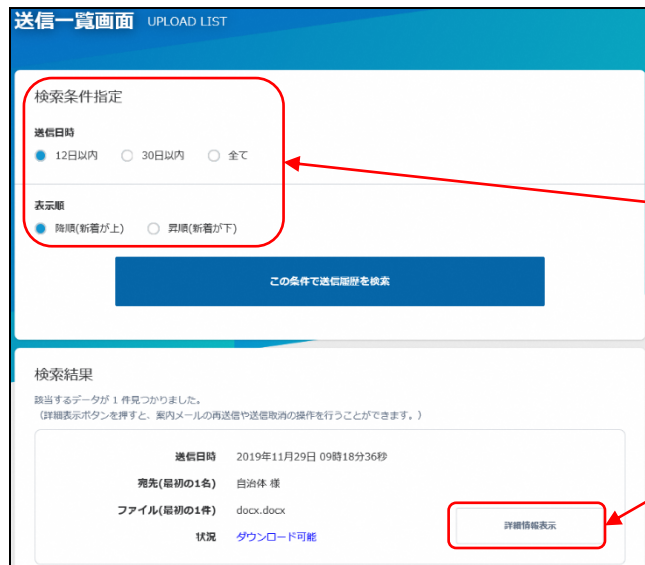 送信一覧画面 UPLOAD LIST
検索条件指定
送信日時
12日以内 30日以内 全て
表示順
降順(新着が上) 昇順(新着が下)
この条件で送信履歴を検索
検索結果
該当するデータが 1 件見つかりました。
(詳細表示ボタンを押すと、案内メールの再送信や送信取消の操作を行うことができます。)
送信日時 2019年11月29日 09時18分36秒
宛先(最初の1名) 自治体 様
ファイル(最初の1件) docx.docx
状況 ダウンロード可能
詳細情報表示